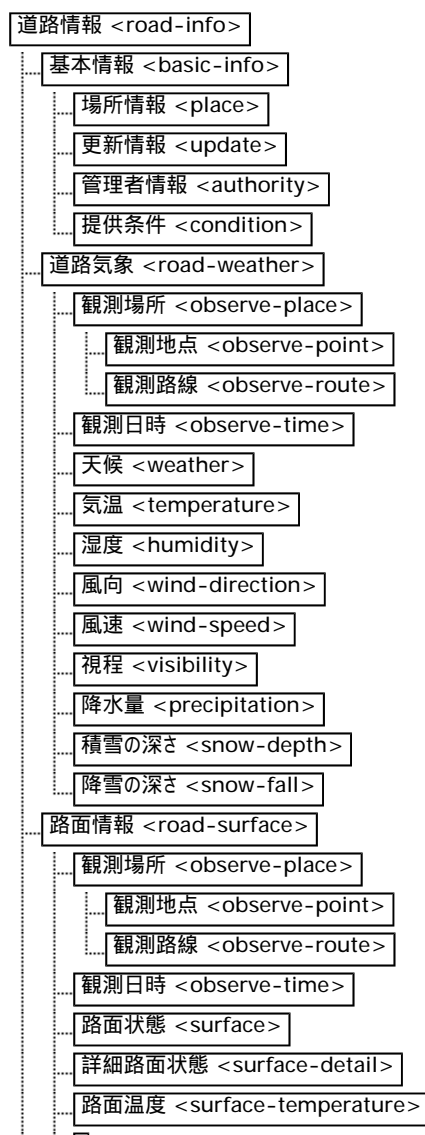 道路情報 <road-info>
基本情報 <basic-info>
場所情報 <place>
更新情報 <update>
管理者情報 <authority>
提供条件 <condition>
道路気象 <road-weather>
観測場所 <observe-place>
観測地点 <observe-point>
観測路線 <observe-route>
観測日時 <observe-time>
天候 <weather>
気温 <temperature>
湿度 <humidity>
風向 <wind-direction>
風速 <wind-speed>
視程 <visibility>
降水量 <precipitation>
積雪の深さ <snow-depth>
降雪の深さ <snow-fall>
路面情報 <road-surface>
観測場所 <observe-place>
観測地点 <observe-point>
観測路線 <observe-route>
観測日時 <observe-time>
路面状態 <surface>
詳細路面状態 <surface-detail>
路面温度 <surface-temperature>